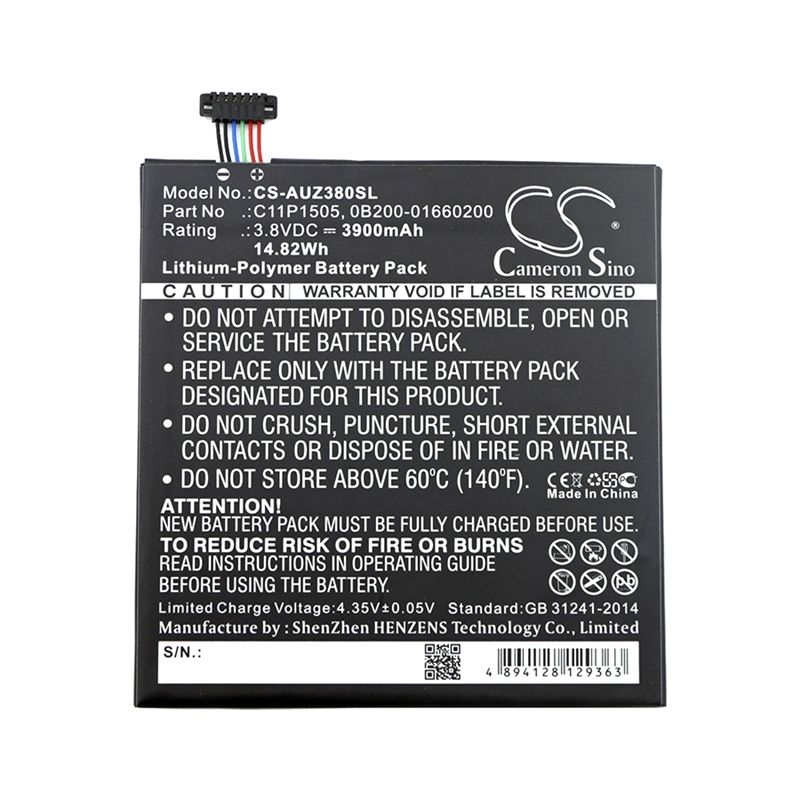 Model No.: CS-AUZ380SL
Part No : C11P1505, 0B200-01660200
Rating : 3.8VDC ⎓ 3900mAh
14.82Wh
Lithium-Polymer Battery Pack
CS
Cameron Sino
CAUTION WARRANTY VOID IF LABEL IS REMOVED
• DO NOT ATTEMPT TO DISASSEMBLE, OPEN OR
SERVICE THE BATTERY PACK.
• REPLACE ONLY WITH THE BATTERY PACK
DESIGNATED FOR THIS PRODUCT.
• DO NOT CRUSH, PUNCTURE, SHORT EXTERNAL
CONTACTS OR DISPOSE OF IN FIRE OR WATER.
• DO NOT STORE ABOVE 60°C (140°F).
CE
Made In China
ATTENTION!
NEW BATTERY PACK MUST BE FULLY CHARGED BEFORE USE.
TO REDUCE RISK OF FIRE OR BURNS
READ INSTRUCTIONS IN OPERATING GUIDE
BEFORE USING THE BATTERY.
Pb
Limited Charge Voltage:4.35V±0.05V Standard:GB 31241-2014
Manufacture by : ShenZhen HENZENS Technology Co., Limited
S/N.:
4 894128 129363